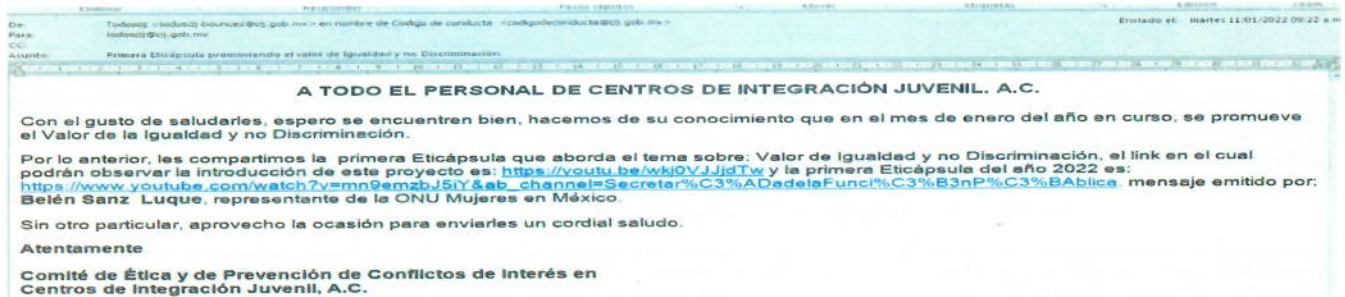 Examinar Responder Pasos rápidos Mover Etiquetas Edición Zoom
De: Todoscij <todoscij-bounces@cij.gob.mx> en nombre de Codigo de conducta <codigodeconducta@cij.gob.mx> Enviado el: martes 11/01/2022 09:22 a.m
Para: todoscij@cij.gob.mx
CC:
Asunto: Primera Eticápsula promoviendo el valor de Igualdad y no Discriminación
A TODO EL PERSONAL DE CENTROS DE INTEGRACIÓN JUVENIL. A.C.
Con el gusto de saludarles, espero se encuentren bien, hacemos de su conocimiento que en el mes de enero del año en curso, se promueve
el Valor de la Igualdad y no Discriminación.
Por lo anterior, les compartimos la primera Eticápsula que aborda el tema sobre: Valor de Igualdad y no Discriminación, el link en el cual
podrán observar la introducción de este proyecto es: https://youtu.be/wkj0VJJjdTw y la primera Eticápsula del año 2022 es:
https://www.youtube.com/watch?v=mn9emzbJ5iY&ab_channel=Secretar%C3%ADadelaFunci%C3%B3nP%C3%BAblica. mensaje emitido por:
Belén Sanz Luque, representante de la ONU Mujeres en México.
Sin otro particular, aprovecho la ocasión para enviarles un cordial saludo.
Atentamente
Comité de Ética y de Prevención de Conflictos de Interés en
Centros de Integración Juvenil, A.C.